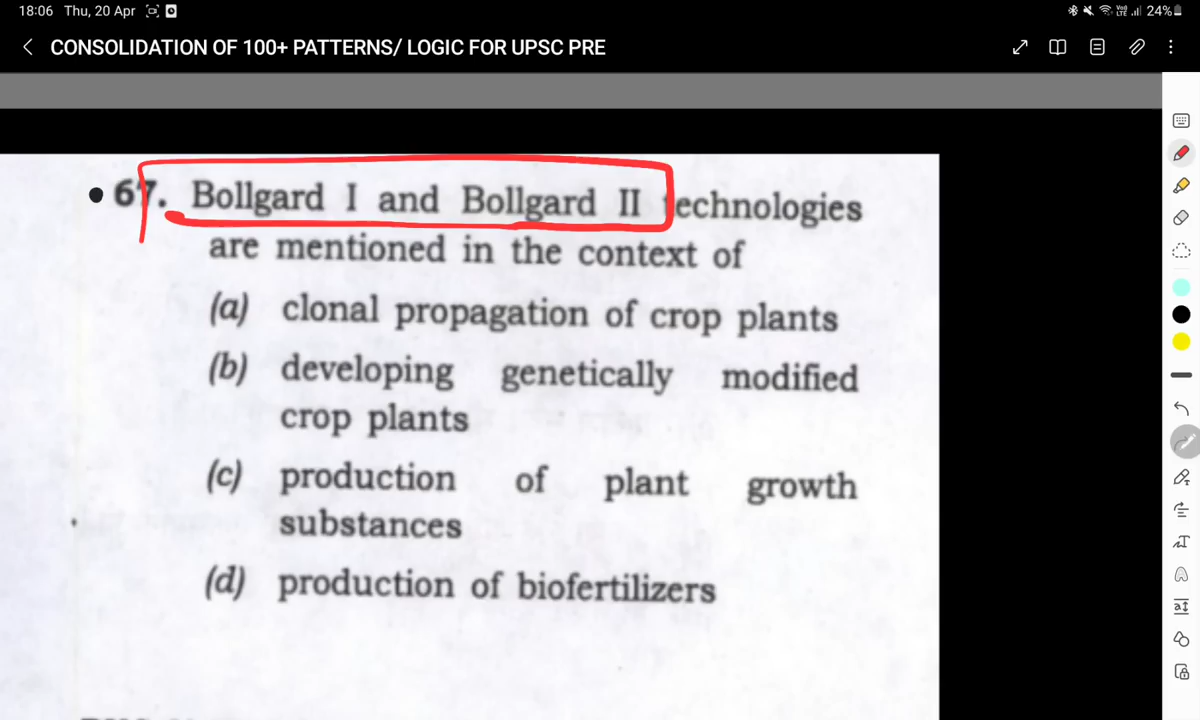 18:06 Thu, 20 Apr 24%
CONSOLIDATION OF 100+ PATTERNS/ LOGIC FOR UPSC PRE
67. Bollgard I and Bollgard II technologies
are mentioned in the context of
(a) clonal propagation of crop plants
(b) developing genetically modified
crop plants
(c) production of plant growth
substances
(d) production of biofertilizers